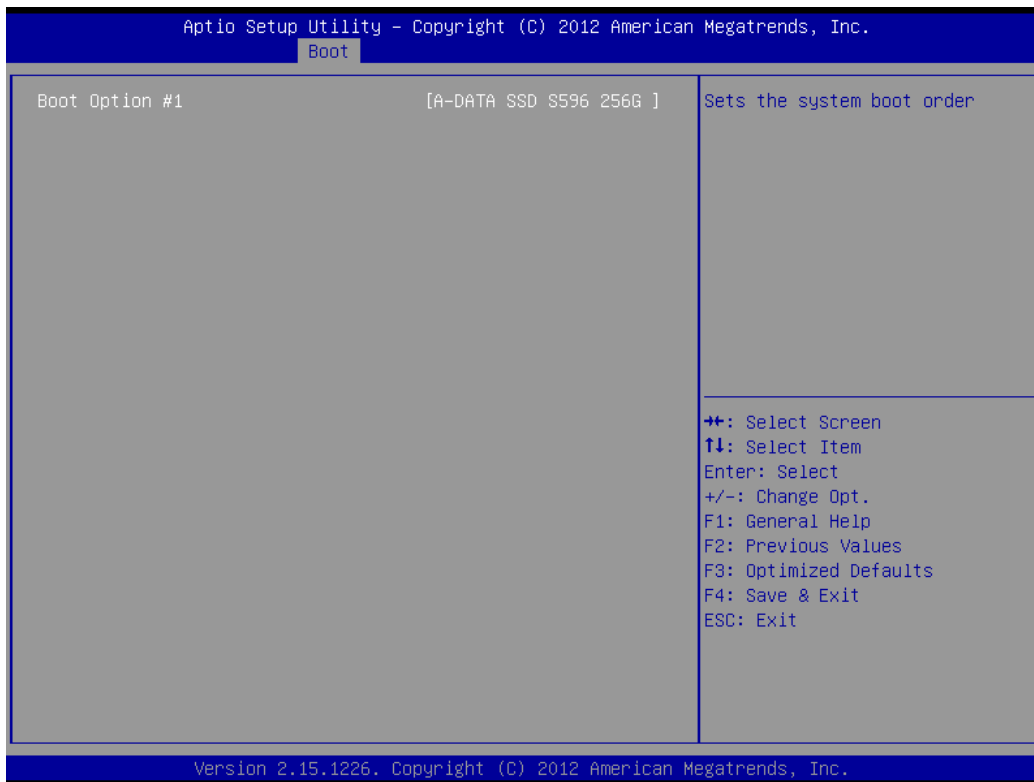 Aptio Setup Utility – Copyright (C) 2012 American Megatrends, Inc.
Boot
Boot Option #1 [A-DATA SSD S596 256G ]
Sets the system boot order
→←: Select Screen
↑↓: Select Item
Enter: Select
+/-: Change Opt.
F1: General Help
F2: Previous Values
F3: Optimized Defaults
F4: Save & Exit
ESC: Exit
Version 2.15.1226. Copyright (C) 2012 American Megatrends, Inc.